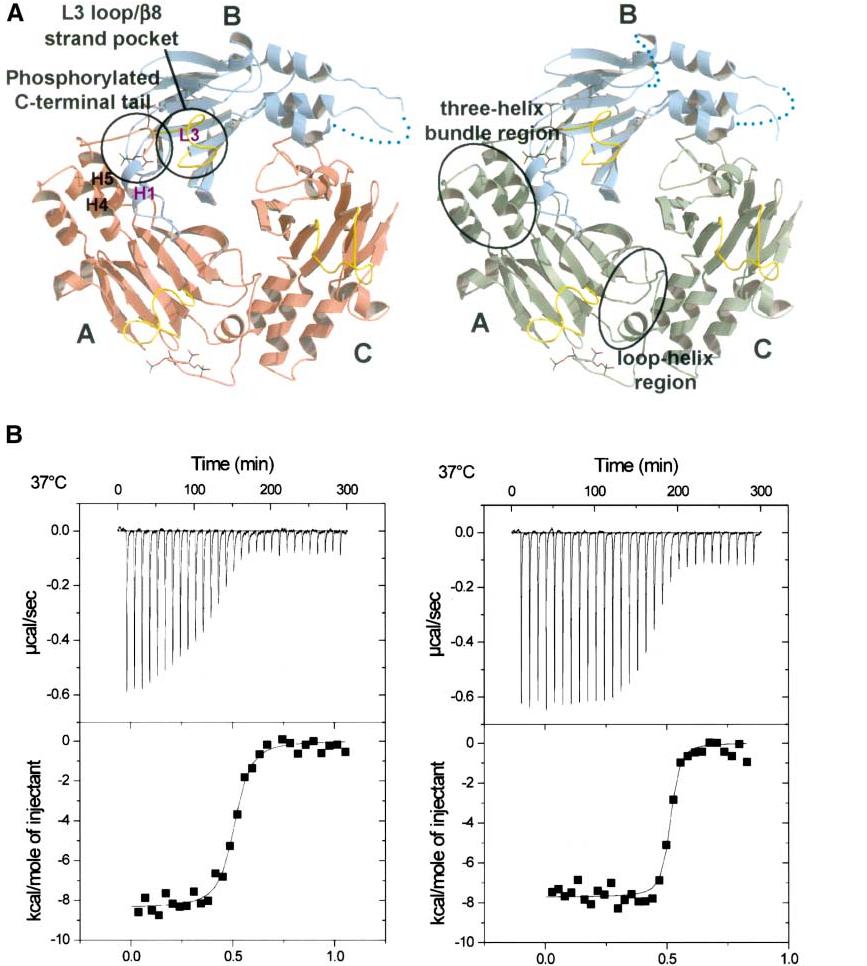 A
L3 loop/β8
strand pocket
B
Phosphorylated
C-terminal tail
L3
H5
H4
H1
A
C
B
three-helix
bundle region
A
C
loop-helix
region
B
37°C
Time (min)
0 100 200 300
0.0
-0.2
-0.4
-0.6
µcal/sec
0
-2
-4
-6
-8
-10
kcal/mole of injectant
0.0 0.5 1.0
37°C
Time (min)
0 100 200 300
0.0
-0.2
-0.4
-0.6
µcal/sec
0
-2
-4
-6
-8
-10
kcal/mole of injectant
0.0 0.5 1.0